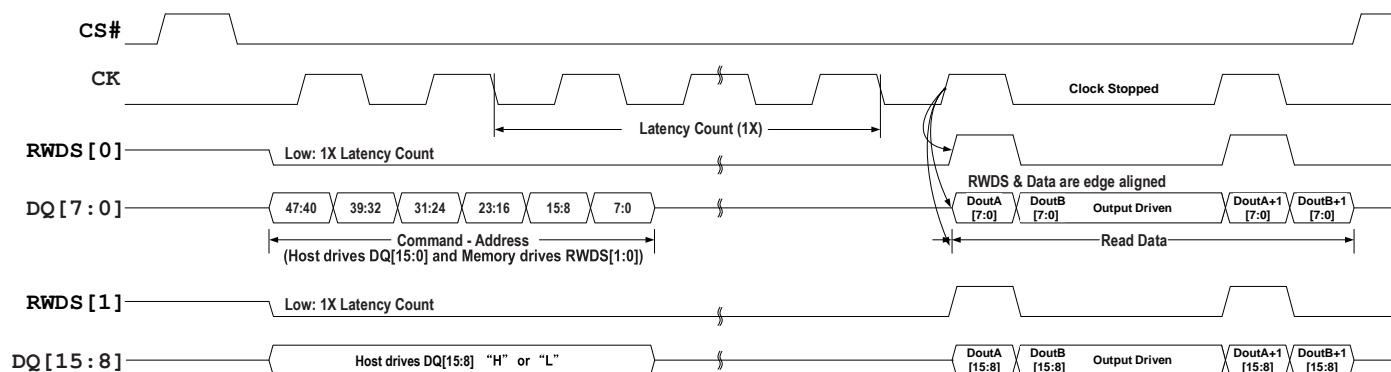 CS#
CK
Clock Stopped
Latency Count (1X)
RWDS[0]
Low: 1X Latency Count
RWDS & Data are edge aligned
DQ[7:0]
47:40 39:32 31:24 23:16 15:8 7:0
DoutA [7:0]
DoutB [7:0]
Output Driven
DoutA+1 [7:0]
DoutB+1 [7:0]
Command - Address
(Host drives DQ[15:0] and Memory drives RWDS[1:0])
Read Data
RWDS[1]
Low: 1X Latency Count
DQ[15:8]
Host drives DQ[15:8] “H” or “L”
DoutA [15:8]
DoutB [15:8]
Output Driven
DoutA+1 [15:8]
DoutB+1 [15:8]